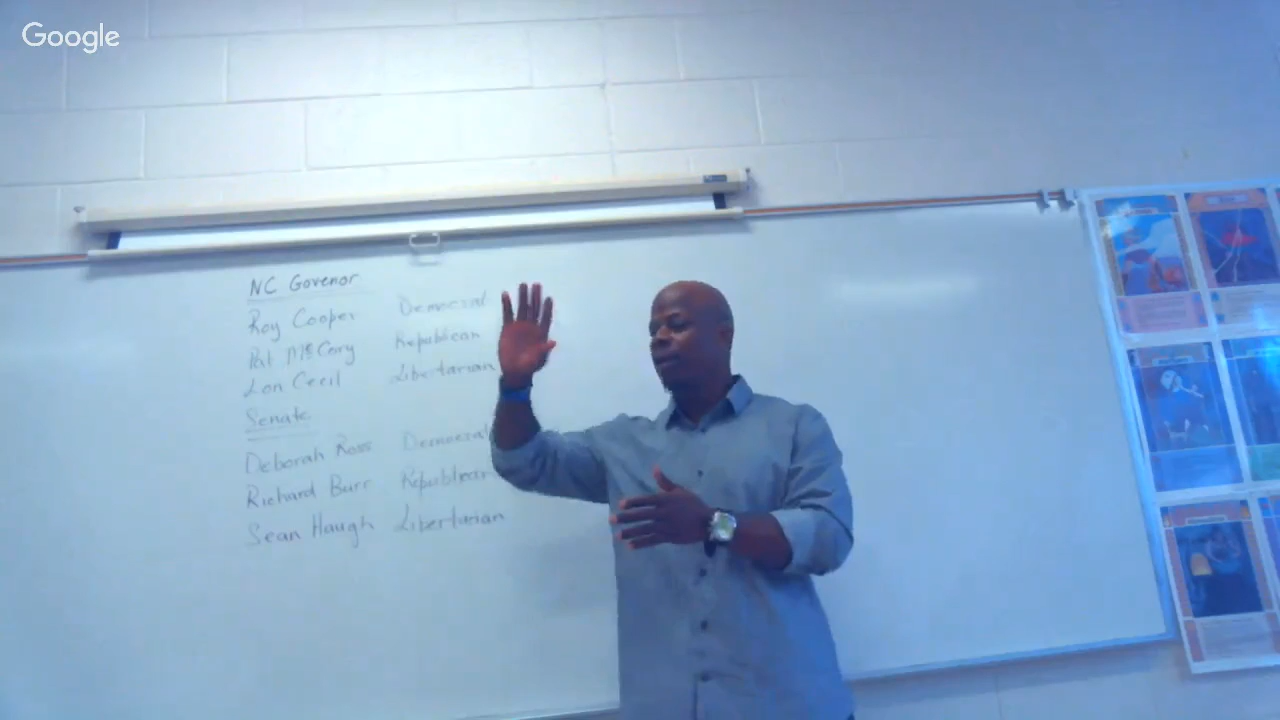 Google
NC Govenor
Roy Cooper Democrat
Pat McCory Republican
Lon Cecil Libertarian
Senate
Deborah Ross Democrat
Richard Burr Republican
Sean Haugh Libertarian